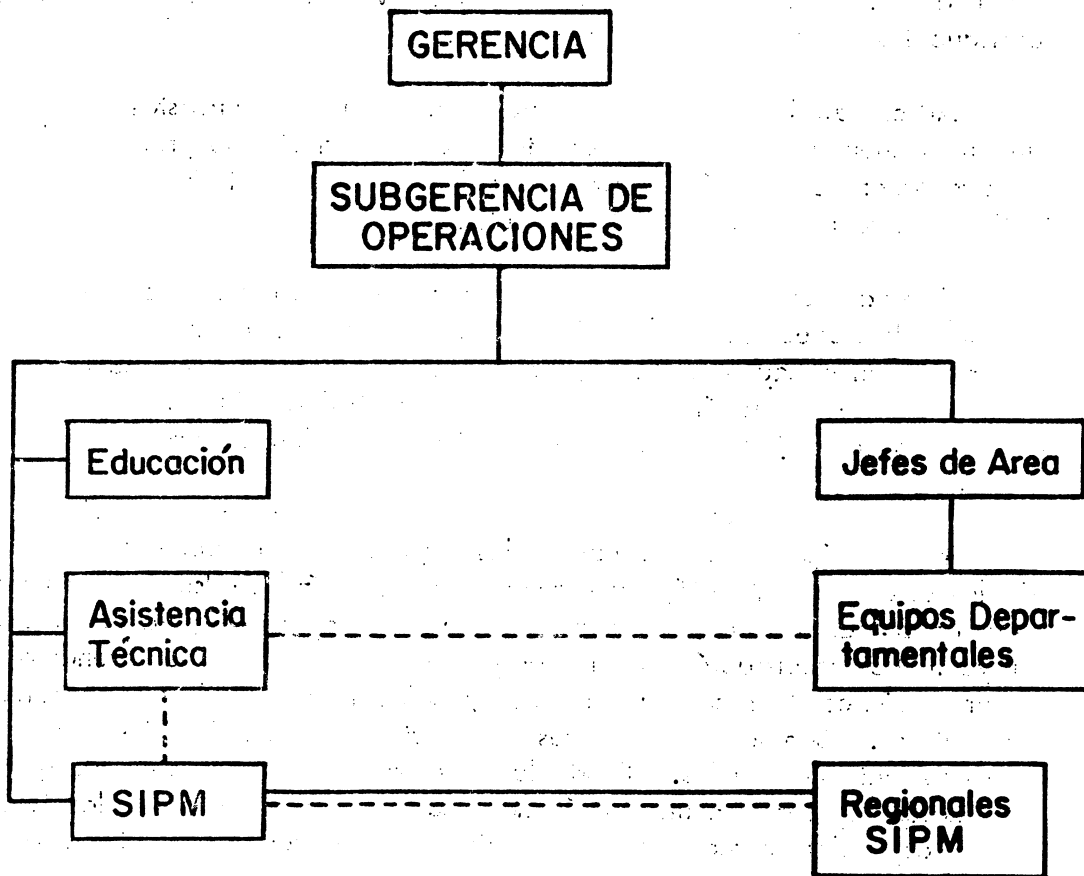 GERENCIA
SUBGERENCIA DE
OPERACIONES
Educación
Jefes de Area
Asistencia
Técnica
Equipos Depar-
tamentales
SIPM
Regionales
SIPM